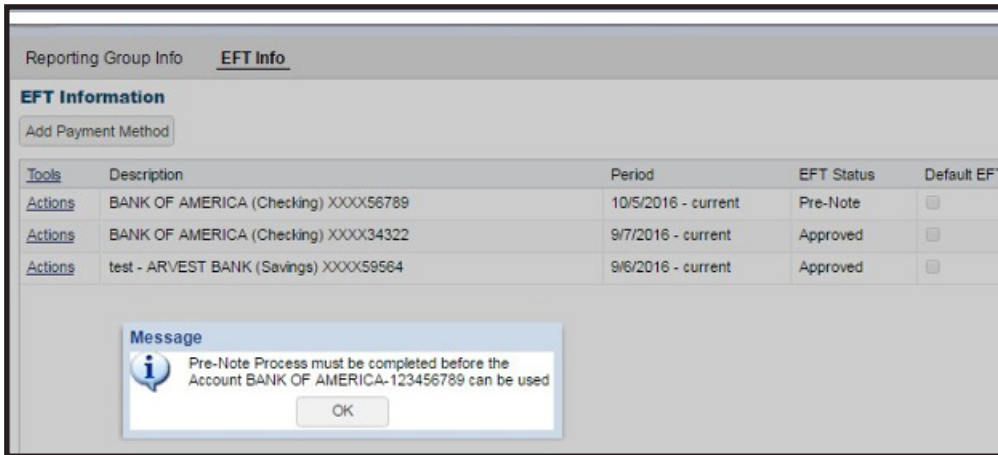 Reporting Group Info EFT Info
EFT Information
Add Payment Method
Tools Description Period EFT Status Default EFT
Actions BANK OF AMERICA (Checking) XXXX56789 10/5/2016 - current Pre-Note
Actions BANK OF AMERICA (Checking) XXXX34322 9/7/2016 - current Approved
Actions test - ARVEST BANK (Savings) XXXX59564 9/6/2016 - current Approved
Message
Pre-Note Process must be completed before the
Account BANK OF AMERICA-123456789 can be used
OK